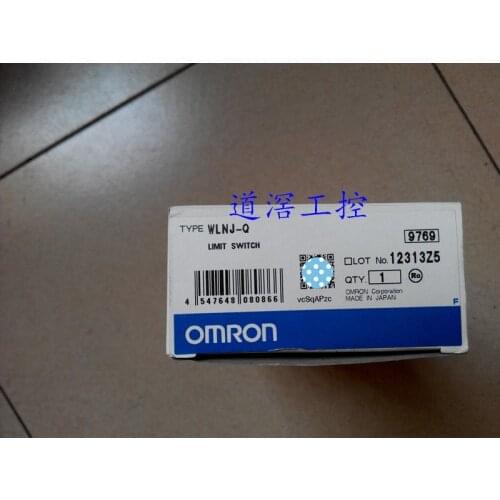 道滘工控
TYPE WLNJ-Q
LIMIT SWITCH
9769
□LOT No. 12313Z5
QTY. 1 Ro
4 547648 080866
vcSqAPzc
OMRON Corporation
MADE IN JAPAN
F
OMRON